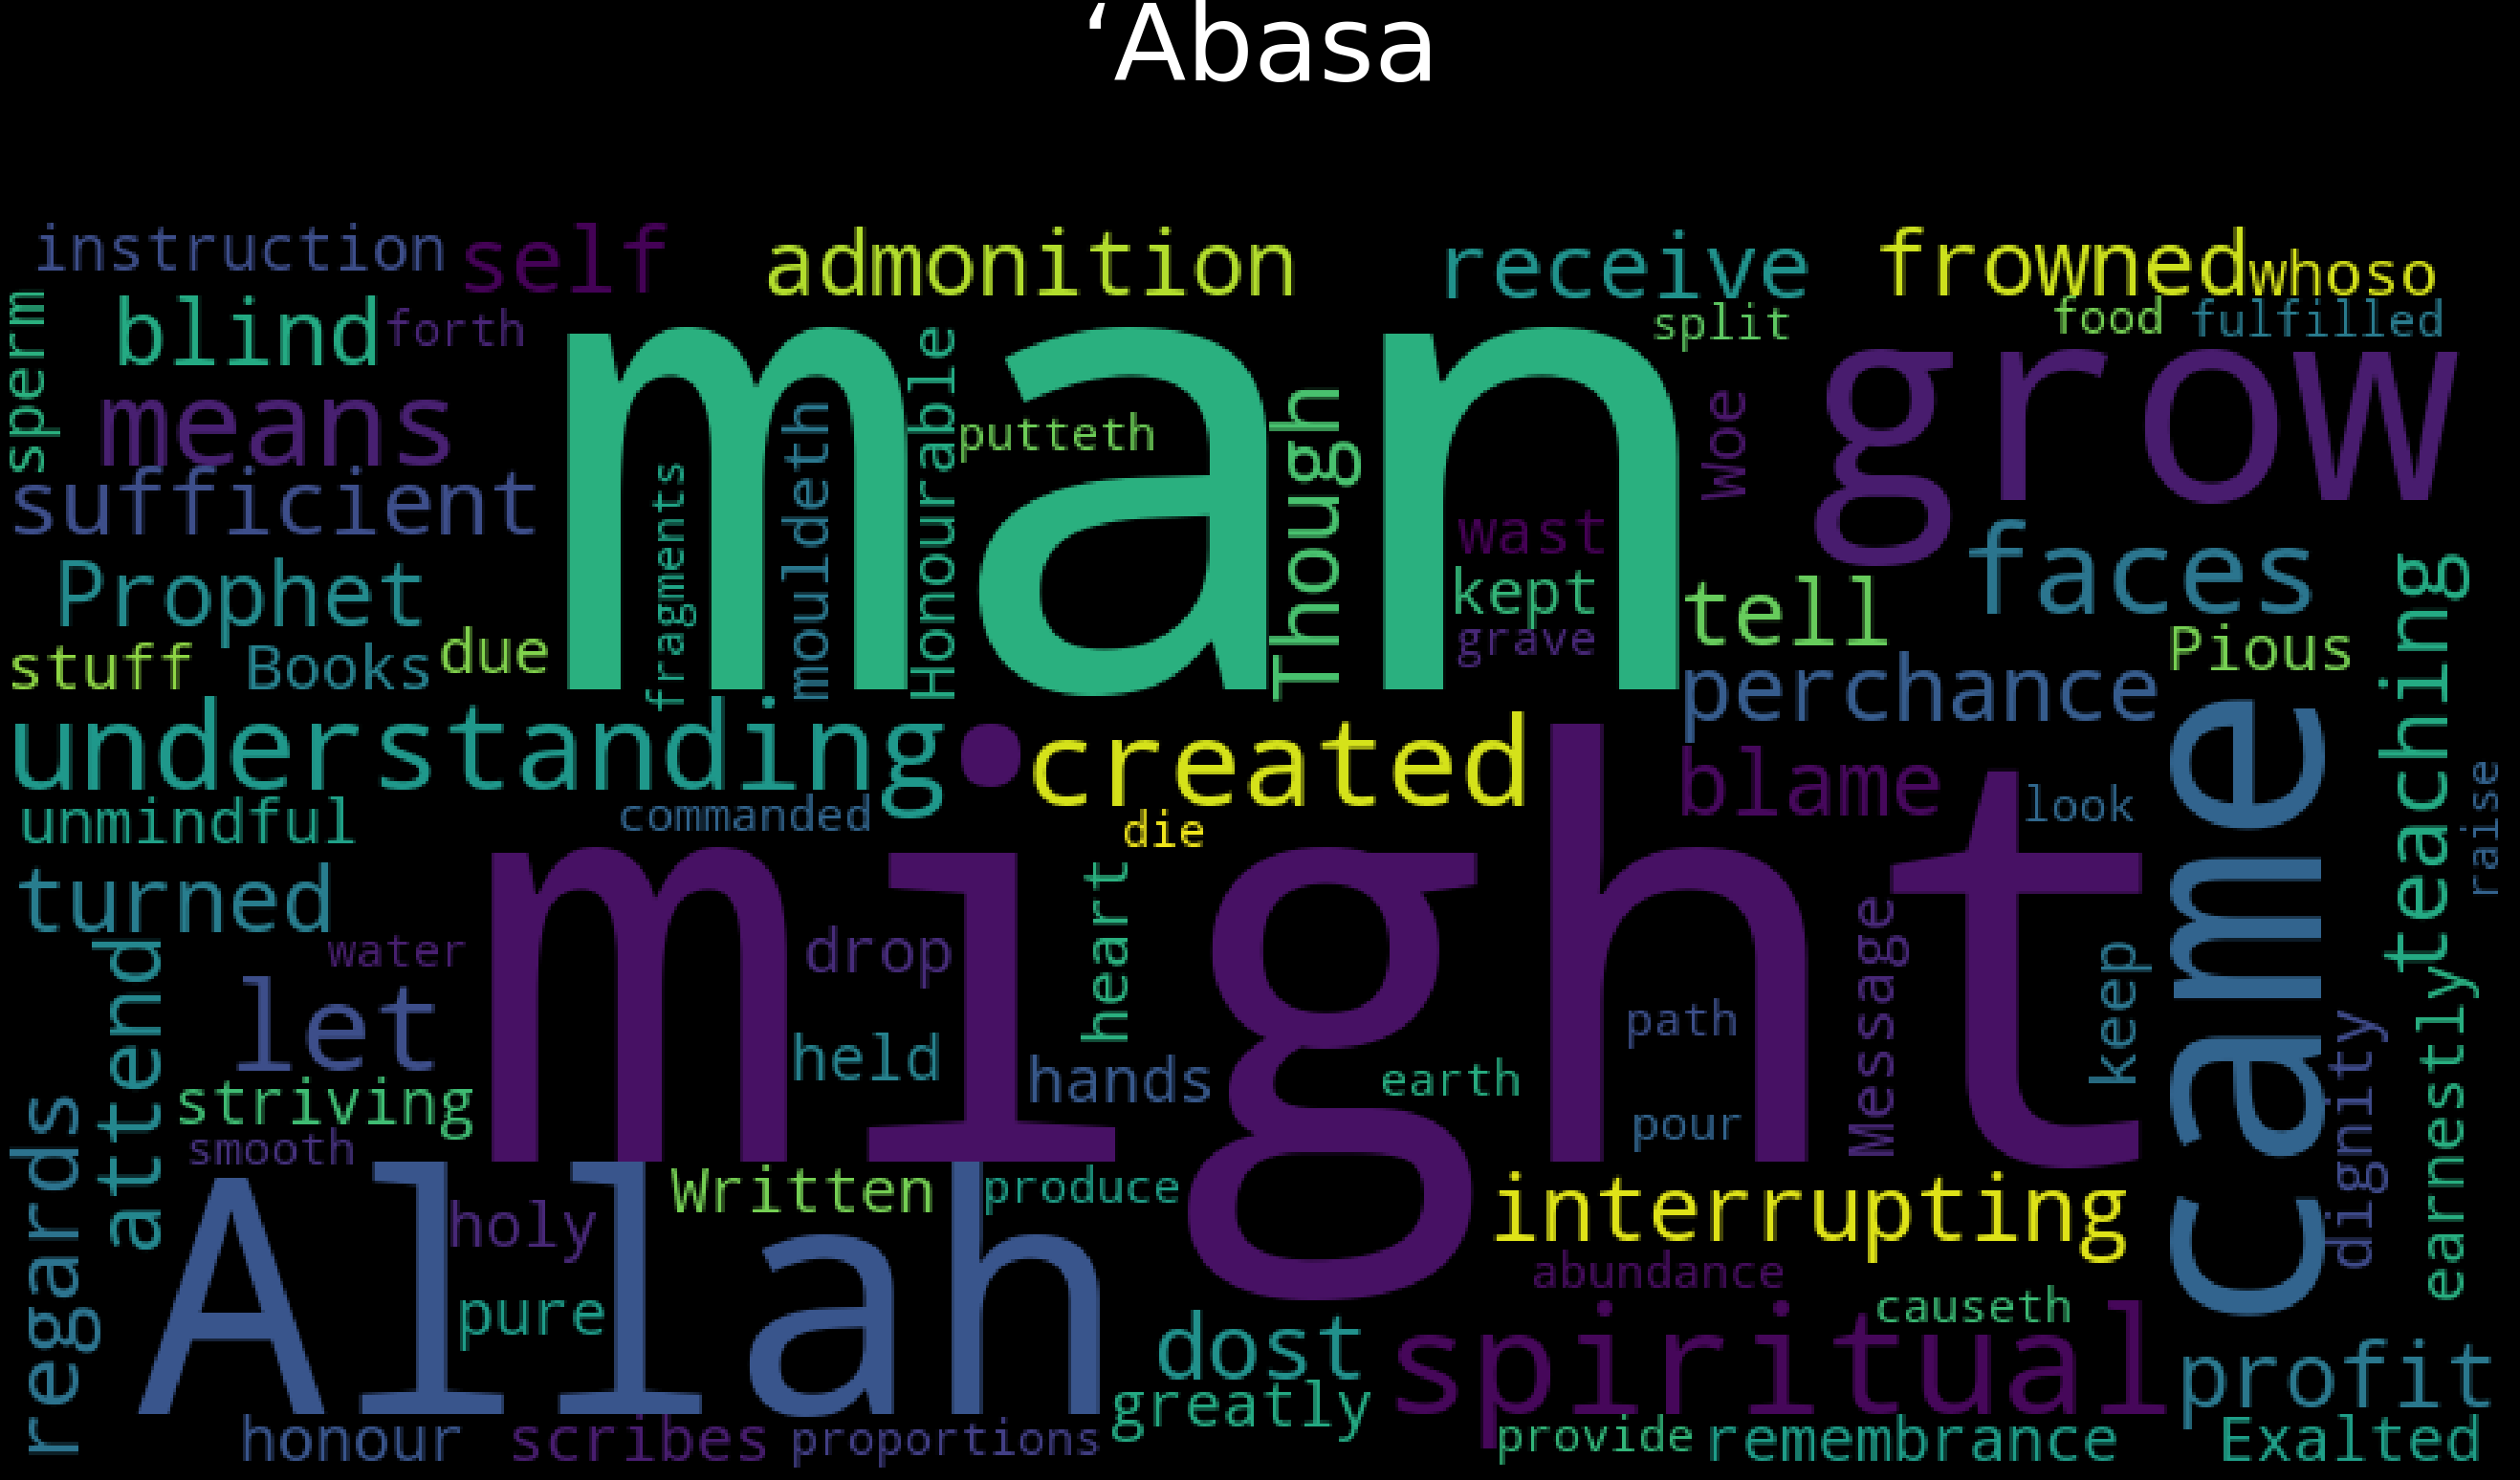 ‘Abasa
instruction
self
admonition
receive
frowned
whoso
sperm
blind
forth
split
food
fulfilled
man
means
mouldeth
Honourable
putteth
Though
Woe
grow
sufficient
fragments
wast
faces
Prophet
kept
tell
teaching
stuff
Books
due
grave
perchance
Pious
understanding
created
blame
look
came
raise
unmindful
commanded
die
might
turned
heart
attend
water
drop
Message
keep
let
held
hands
path
earth
pour
dignity
earnestly
striving
smooth
regards
Allah
holy
Written
produce
interrupting
pure
abundance
dost
spiritual
causeth
profit
greatly
honour
scribes
proportions
provide
remembrance
Exalted